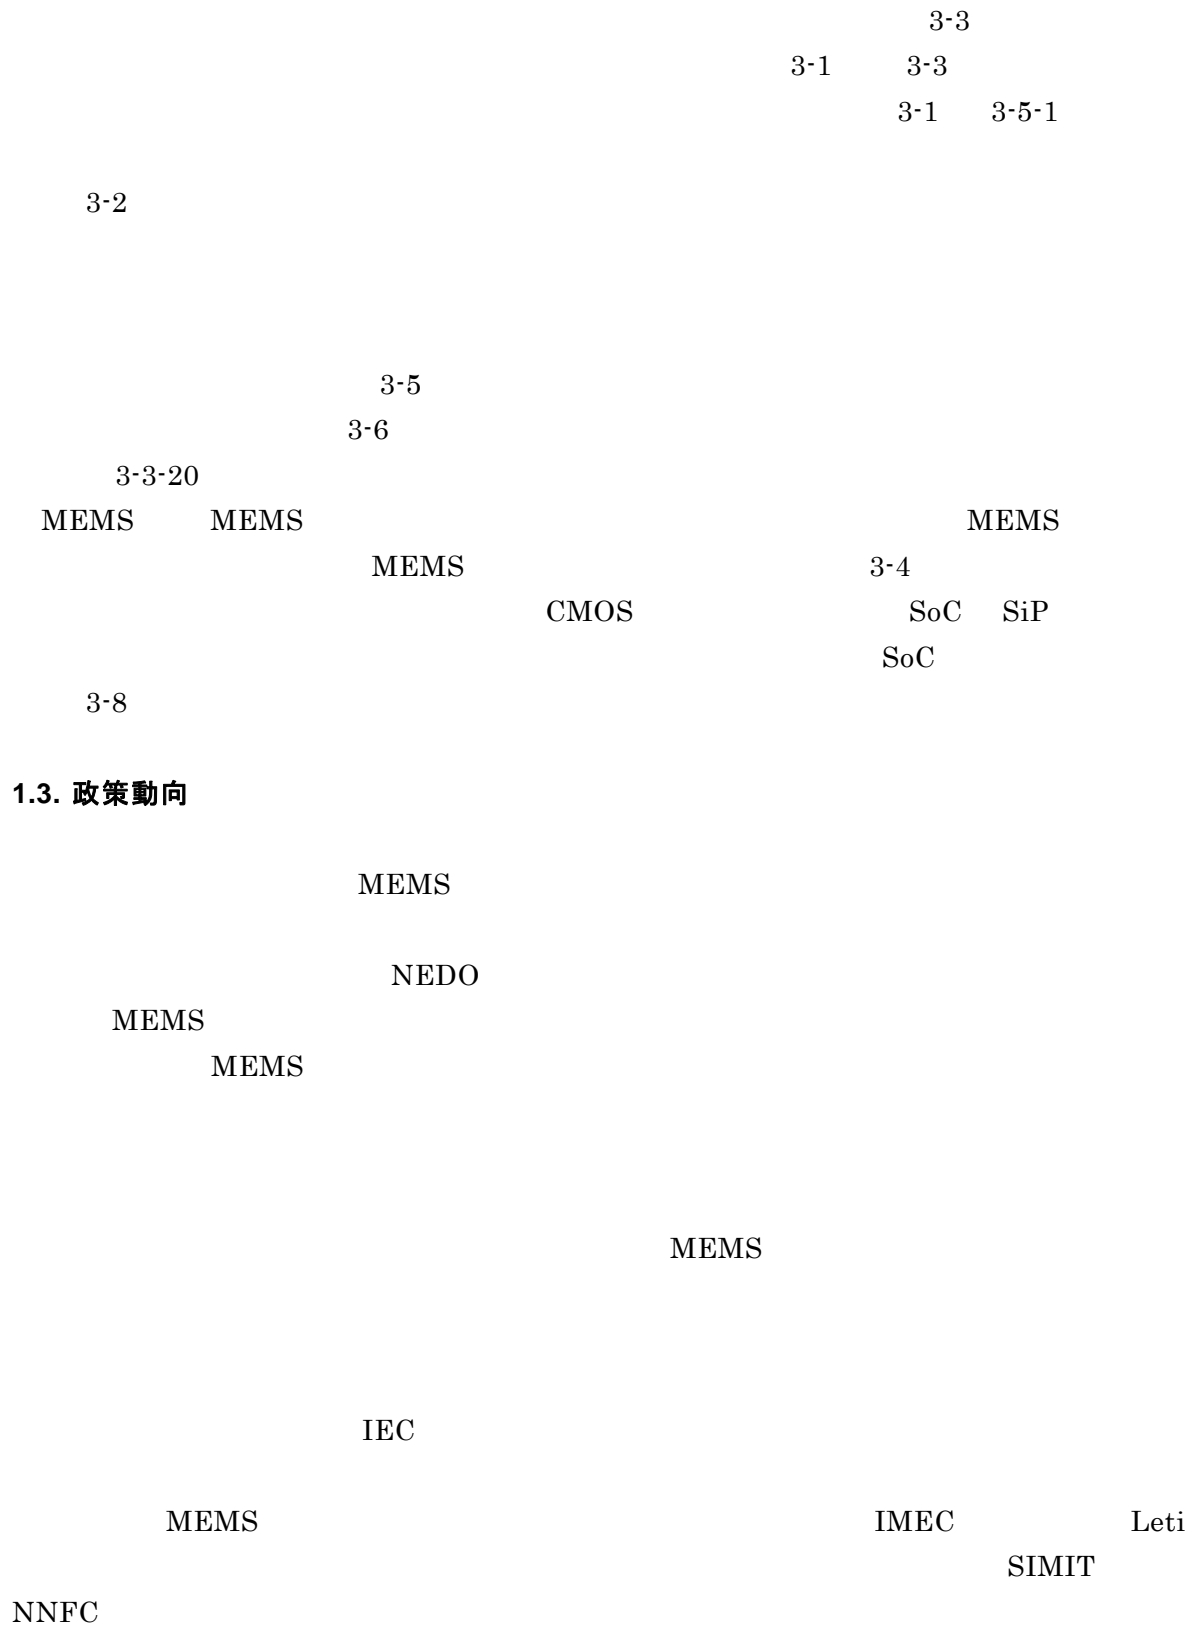 3-3
3-1 3-3
3-1 3-5-1
3-2
3-5
3-6
3-3-20
MEMS MEMS MEMS
MEMS 3-4
CMOS SoC SiP
SoC
3-8
1.3. 政策動向
MEMS
NEDO
MEMS
MEMS
MEMS
IEC
MEMS IMEC Leti
SIMIT
NNFC